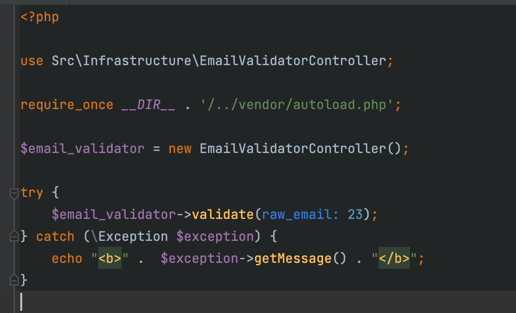 <?php
use Src\Infrastructure\EmailValidatorController;
require_once __DIR__ . '/../vendor/autoload.php';
$email_validator = new EmailValidatorController();
try {
    $email_validator->validate(raw_email: 23);
} catch (\Exception $exception) {
    echo "<b>" .  $exception->getMessage() . "</b>";
}